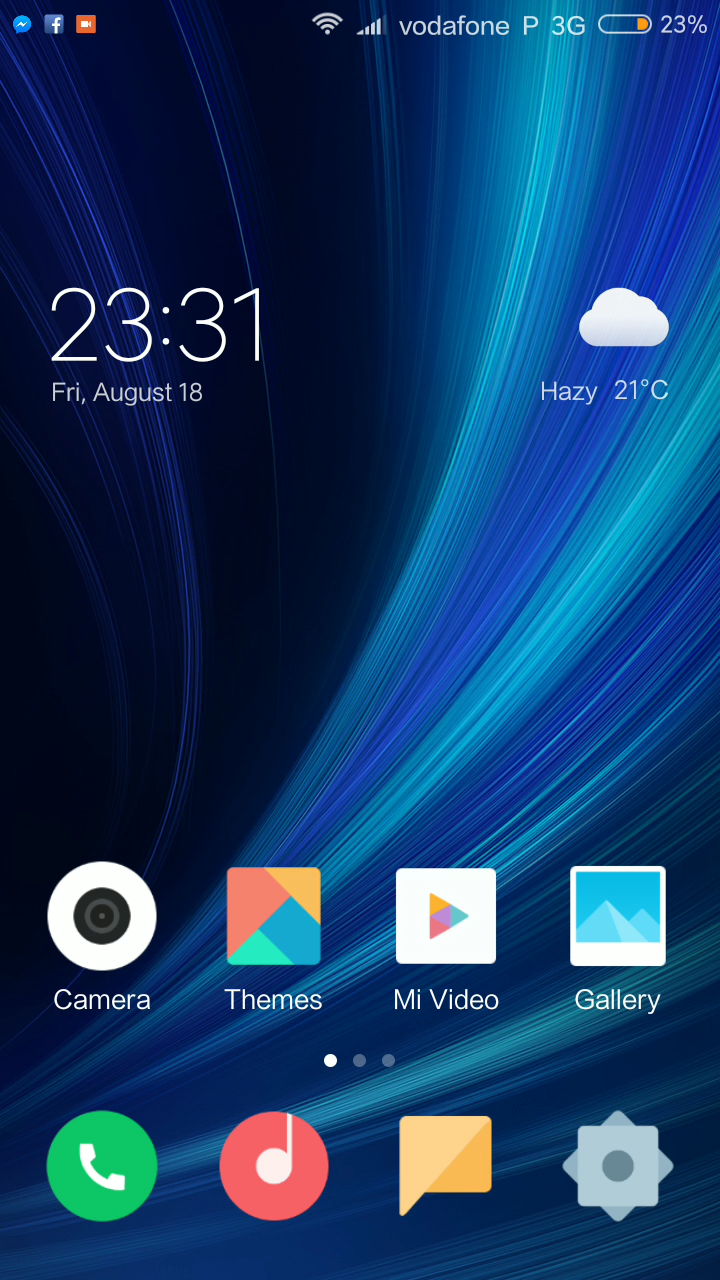 vodafone P 3G 23%
23:31
Fri, August 18
Hazy 21°C
Camera Themes Mi Video Gallery